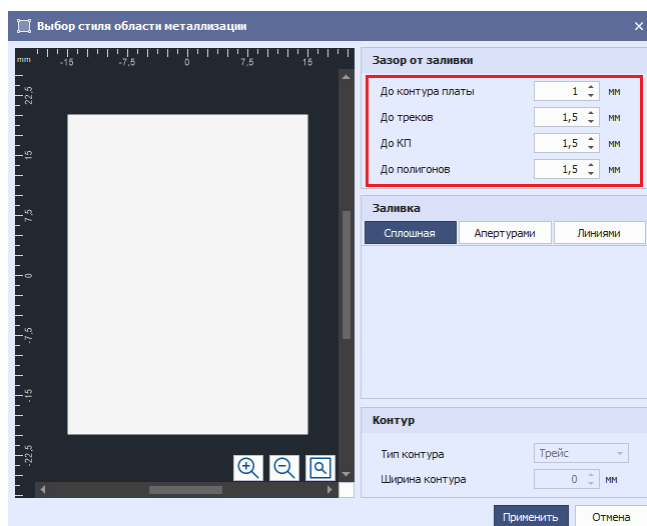 Выбор стиля области металлизации
mm -15 -7,5 0 7,5 15
22,5
15
7,5
0
-7,5
-15
-22,5
Зазор от заливки
До контура платы 1 мм
До треков 1,5 мм
До КП 1,5 мм
До полигонов 1,5 мм
Заливка
Сплошная Апертурами Линиями
Контур
Тип контура Трейс
Ширина контура 0 мм
Применить Отмена